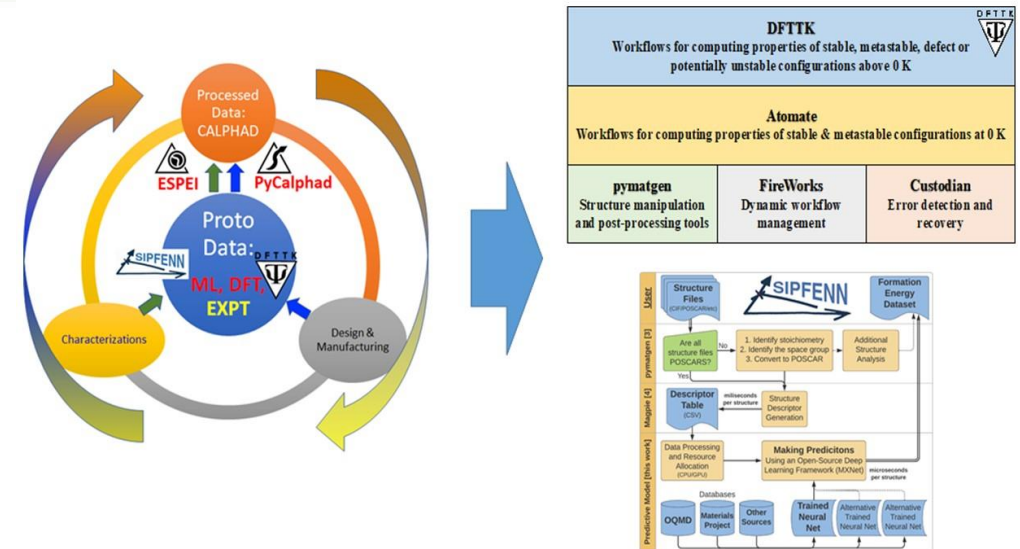 Processed
Data:
CALPHAD
ESPEI
PyCalphad
Proto
Data:
SIPFENN
DFTTK
ML, DFT,
EXPT
Characterizations
Design &
Manufacturing
DFTTK
DFTTK
Workflows for computing properties of stable, metastable, defect or
potentially unstable configurations above 0 K
Atomate
Workflows for computing properties of stable & metastable configurations at 0 K
pymatgen
Structure manipulation
and post-processing tools
FireWorks
Dynamic workflow
management
Custodian
Error detection and
recovery
User
Structure
Files
(CIF/POSCAR/etc)
SIPFENN
Formation
Energy
Dataset
pymatgen [3]
Are all
structure files
POSCARS?
No
Yes
1. Identify stoichiometry
2. Identify the space group
3. Convert to POSCAR
Additional
Structure
Analysis
Magpie [4]
Descriptor
Table
(CSV)
miliseconds
per structure
Structure
Descriptor
Generation
Predictive Model [this work]
Data Processing
and Resource
Allocation
(CPU/GPU)
Making Predicitons
Using an Open-Source Deep
Learning Framework (MXNet)
microseconds
per structure
Databases
OQMD
Materials
Project
Other
Sources
Trained
Neural
Net
Alternative
Trained
Neural Net
Alternative
Trained
Neural Net